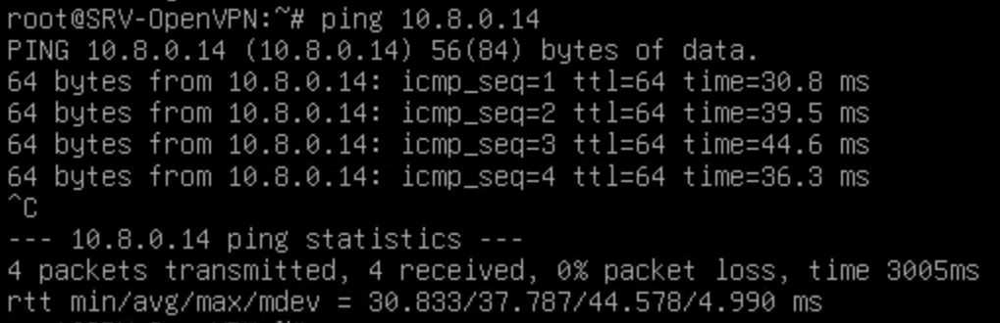 root@SRV-OpenVPN:~# ping 10.8.0.14
PING 10.8.0.14 (10.8.0.14) 56(84) bytes of data.
64 bytes from 10.8.0.14: icmp_seq=1 ttl=64 time=30.8 ms
64 bytes from 10.8.0.14: icmp_seq=2 ttl=64 time=39.5 ms
64 bytes from 10.8.0.14: icmp_seq=3 ttl=64 time=44.6 ms
64 bytes from 10.8.0.14: icmp_seq=4 ttl=64 time=36.3 ms
^C
--- 10.8.0.14 ping statistics ---
4 packets transmitted, 4 received, 0% packet loss, time 3005ms
rtt min/avg/max/mdev = 30.833/37.787/44.578/4.990 ms